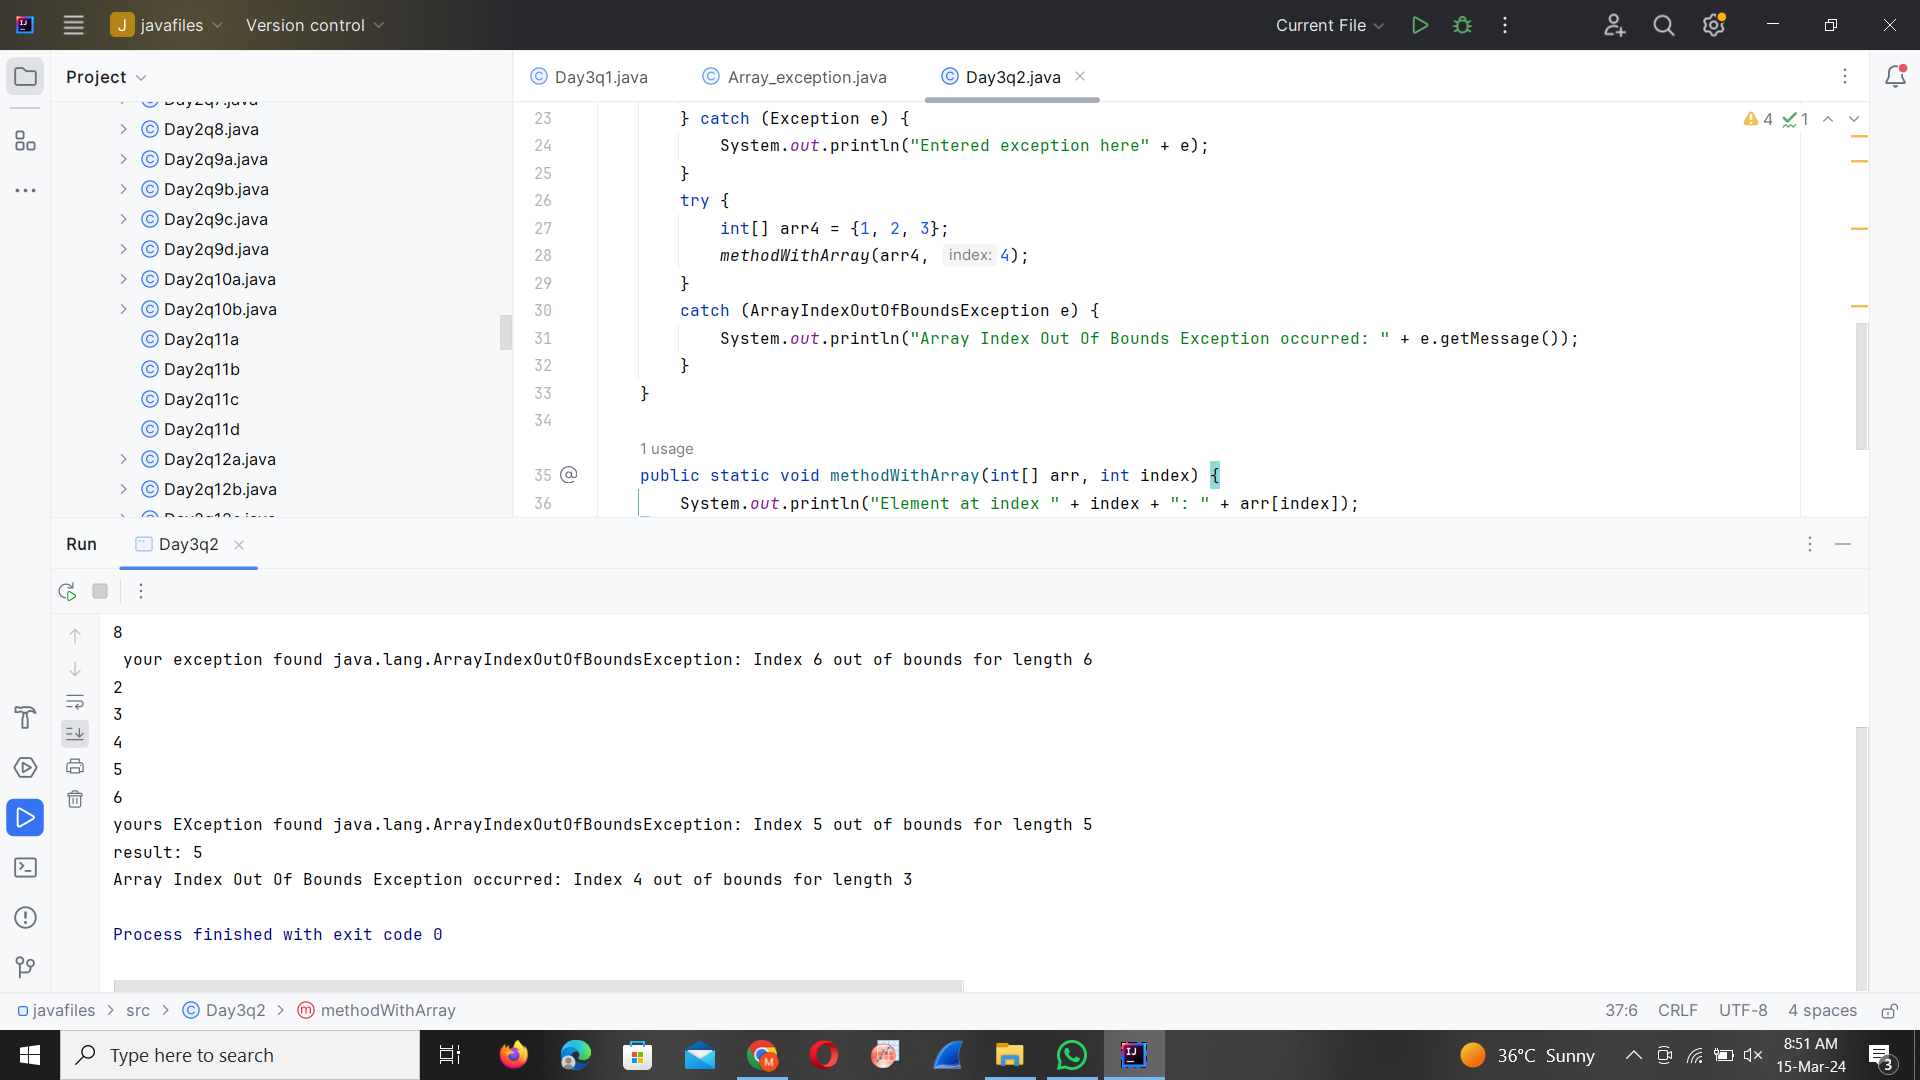 J javafiles Version control Current File
Project
Day3q1.java Array_exception.java Day3q2.java
Day2q7.java
Day2q8.java
Day2q9a.java
Day2q9b.java
Day2q9c.java
Day2q9d.java
Day2q10a.java
Day2q10b.java
Day2q11a
Day2q11b
Day2q11c
Day2q11d
Day2q12a.java
Day2q12b.java
Day2q12c.java
4 1
23 } catch (Exception e) {
24 System.out.println("Entered exception here" + e);
25 }
26 try {
27 int[] arr4 = {1, 2, 3};
28 methodWithArray(arr4, index: 4);
29 }
30 catch (ArrayIndexOutOfBoundsException e) {
31 System.out.println("Array Index Out Of Bounds Exception occurred: " + e.getMessage());
32 }
33 }
34
1 usage
35 @ public static void methodWithArray(int[] arr, int index) {
36 System.out.println("Element at index " + index + ": " + arr[index]);
Run Day3q2
8
your exception found java.lang.ArrayIndexOutOfBoundsException: Index 6 out of bounds for length 6
2
3
4
5
6
yours EXception found java.lang.ArrayIndexOutOfBoundsException: Index 5 out of bounds for length 5
result: 5
Array Index Out Of Bounds Exception occurred: Index 4 out of bounds for length 3
Process finished with exit code 0
javafiles > src > Day3q2 > methodWithArray 37:6 CRLF UTF-8 4 spaces
Type here to search
36°C Sunny
8:51 AM
15-Mar-24
3